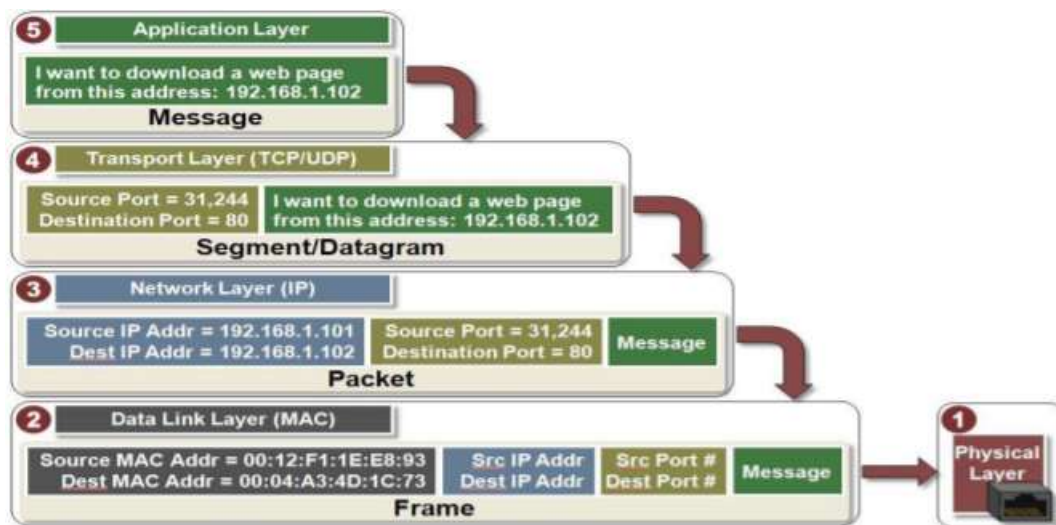 5 Application Layer
I want to download a web page
from this address: 192.168.1.102
Message
4 Transport Layer (TCP/UDP)
Source Port = 31,244
Destination Port = 80
I want to download a web page
from this address: 192.168.1.102
Segment/Datagram
3 Network Layer (IP)
Source IP Addr = 192.168.1.101
Dest IP Addr = 192.168.1.102
Source Port = 31,244
Destination Port = 80
Message
Packet
2 Data Link Layer (MAC)
Source MAC Addr = 00:12:F1:1E:E8:93
Dest MAC Addr = 00:04:A3:4D:1C:73
Src IP Addr
Dest IP Addr
Src Port #
Dest Port #
Message
Frame
1
Physical
Layer